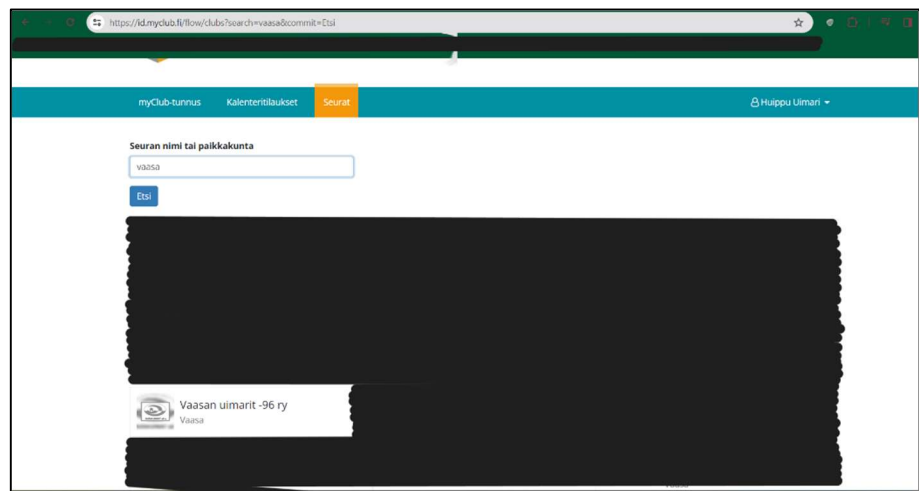 https://id.myclub.fi/flow/clubs?search=vaasa&commit=Etsi
myClub-tunnus Kalenteritilaukset Seurat Huippu Uimari
Seuran nimi tai paikkakunta
vaasa
Etsi
Vaasan uimarit -96 ry
Vaasa